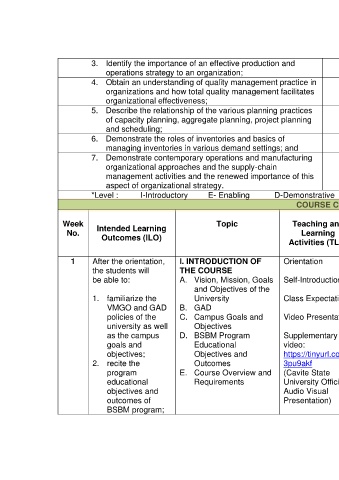 3. Identify the importance of an effective production and
operations strategy to an organization;
4. Obtain an understanding of quality management practice in
organizations and how total quality management facilitates
organizational effectiveness;
5. Describe the relationship of the various planning practices
of capacity planning, aggregate planning, project planning
and scheduling;
6. Demonstrate the roles of inventories and basics of
managing inventories in various demand settings; and
7. Demonstrate contemporary operations and manufacturing
organizational approaches and the supply-chain
management activities and the renewed importance of this
aspect of organizational strategy.
*Level : I-Introductory E- Enabling D-Demonstrative
COURSE C
Week
No.
Intended Learning
Outcomes (ILO)
Topic
Teaching an
Learning
Activities (TL
1
After the orientation,
the students will
be able to:
1. familiarize the
VMGO and GAD
policies of the
university as well
as the campus
goals and
objectives;
2. recite the
program
educational
objectives and
outcomes of
BSBM program;
I. INTRODUCTION OF
THE COURSE
A. Vision, Mission, Goals
and Objectives of the
University
B. GAD
C. Campus Goals and
Objectives
D. BSBM Program
Educational
Objectives and
Outcomes
E. Course Overview and
Requirements
Orientation
Self-Introduction
Class Expectati
Video Presenta
Supplementary
video:
https://tinyurl.co
3pu9akf
(Cavite State
University Offici
Audio Visual
Presentation)